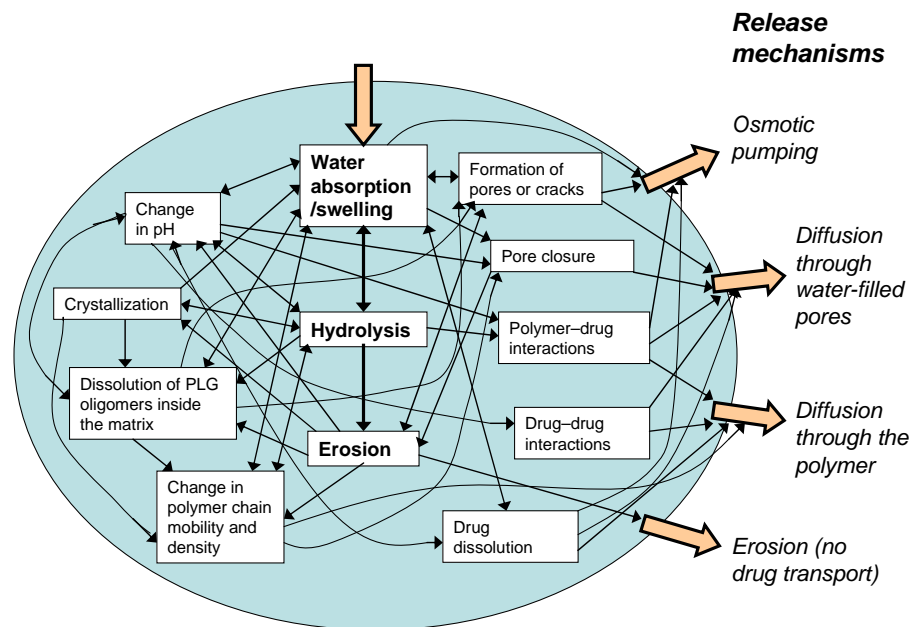 Release
mechanisms
Osmotic
pumping
Water
absorption
/swelling
Formation of
pores or cracks
Change
in pH
Pore closure
Diffusion
through
water-filled
pores
Crystallization
Hydrolysis
Polymer–drug
interactions
Dissolution of PLG
oligomers inside
the matrix
Drug–drug
interactions
Diffusion
through the
polymer
Erosion
Change in
polymer chain
mobility and
density
Drug
dissolution
Erosion (no
drug transport)